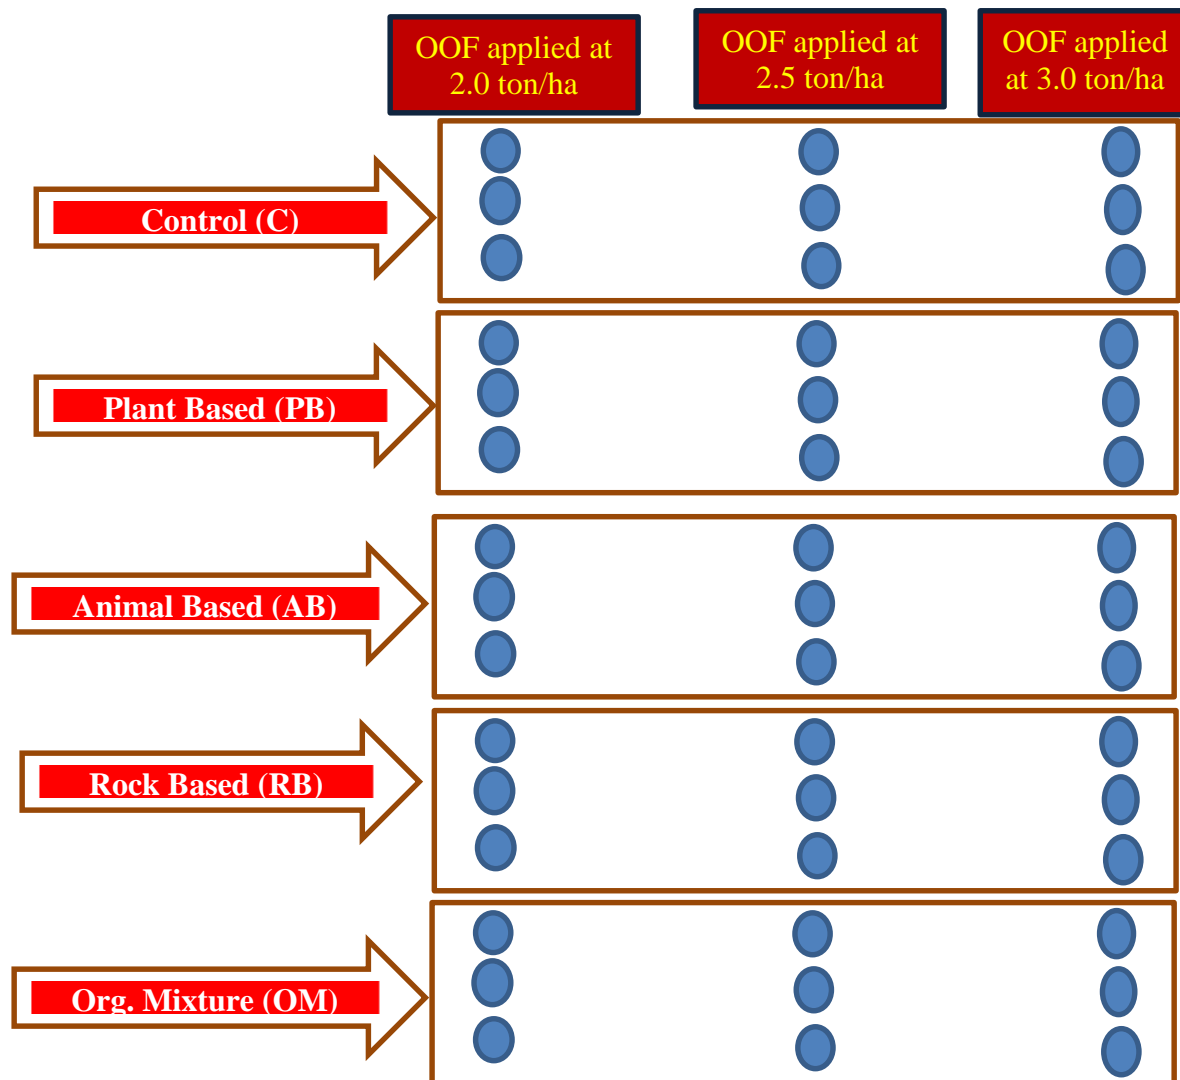 OOF applied at
2.0 ton/ha
OOF applied at
2.5 ton/ha
OOF applied
at 3.0 ton/ha
Control (C)
Plant Based (PB)
Animal Based (AB)
Rock Based (RB)
Org. Mixture (OM)